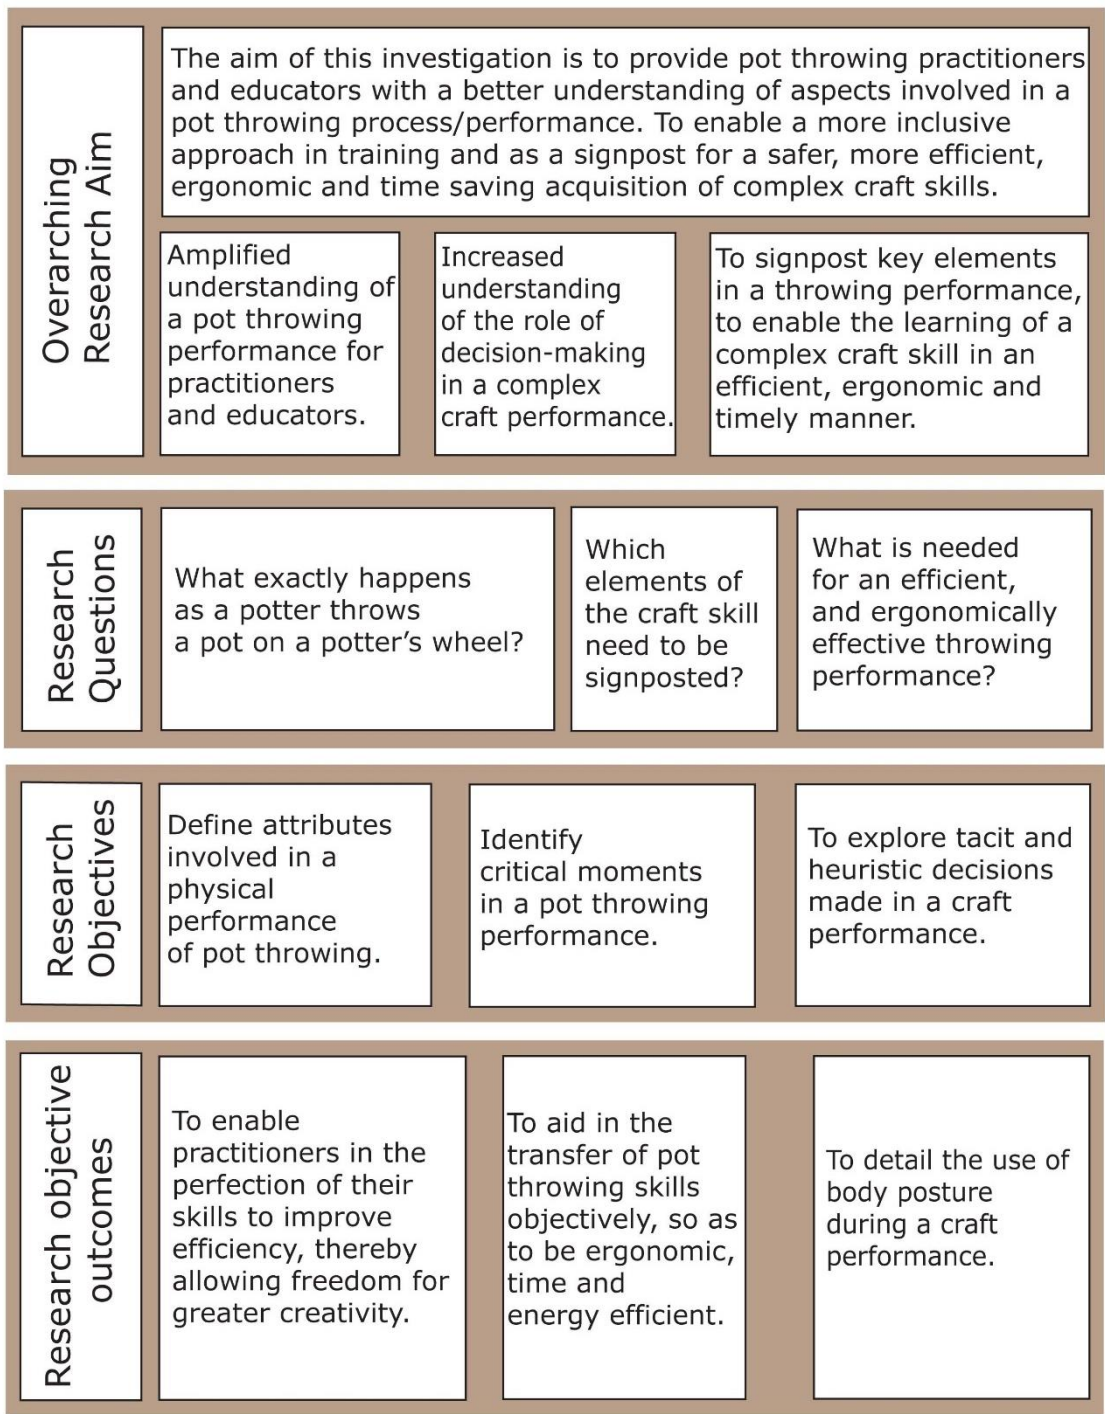 Overarching
Research Aim
The aim of this investigation is to provide pot throwing practitioners
and educators with a better understanding of aspects involved in a
pot throwing process/performance. To enable a more inclusive
approach in training and as a signpost for a safer, more efficient,
ergonomic and time saving acquisition of complex craft skills.
Amplified
understanding of
a pot throwing
performance for
practitioners
and educators.
Increased
understanding
of the role of
decision-making
in a complex
craft performance.
To signpost key elements
in a throwing performance,
to enable the learning of a
complex craft skill in an
efficient, ergonomic and
timely manner.
Research
Questions
What exactly happens
as a potter throws
a pot on a potter’s wheel?
Which
elements of
the craft skill
need to be
signposted?
What is needed
for an efficient,
and ergonomically
effective throwing
performance?
Research
Objectives
Define attributes
involved in a
physical
performance
of pot throwing.
Identify
critical moments
in a pot throwing
performance.
To explore tacit and
heuristic decisions
made in a craft
performance.
Research objective
outcomes
To enable
practitioners in the
perfection of their
skills to improve
efficiency, thereby
allowing freedom for
greater creativity.
To aid in the
transfer of pot
throwing skills
objectively, so as
to be ergonomic,
time and
energy efficient.
To detail the use of
body posture
during a craft
performance.